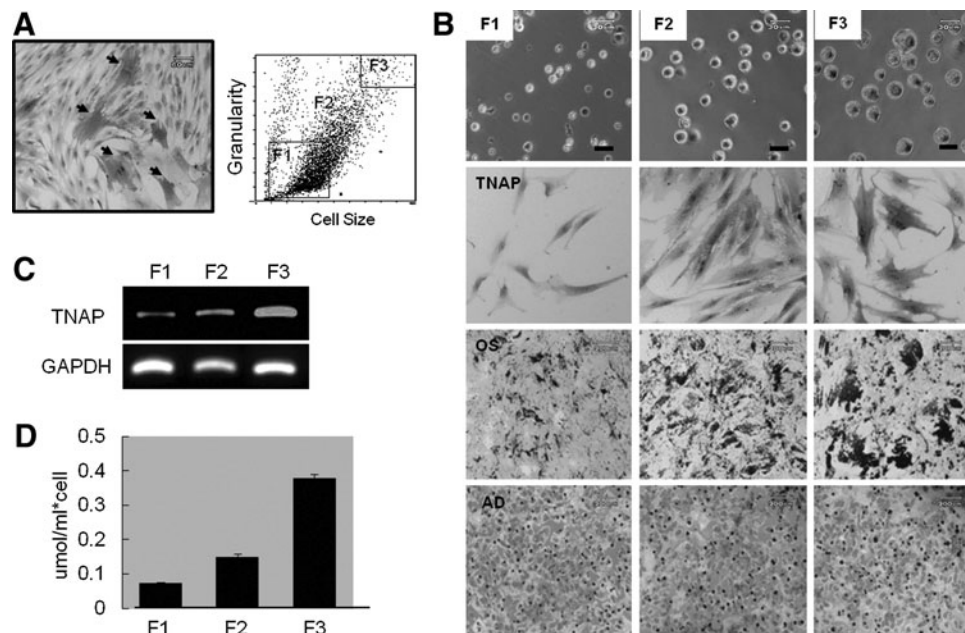 A
Granularity
F3
F2
F1
Cell Size
B
F1
F2
F3
TNAP
OS
AD
C
F1 F2 F3
TNAP
GAPDH
D
umol/ml*cell
0.5
0.4
0.3
0.2
0.1
0
F1 F2 F3